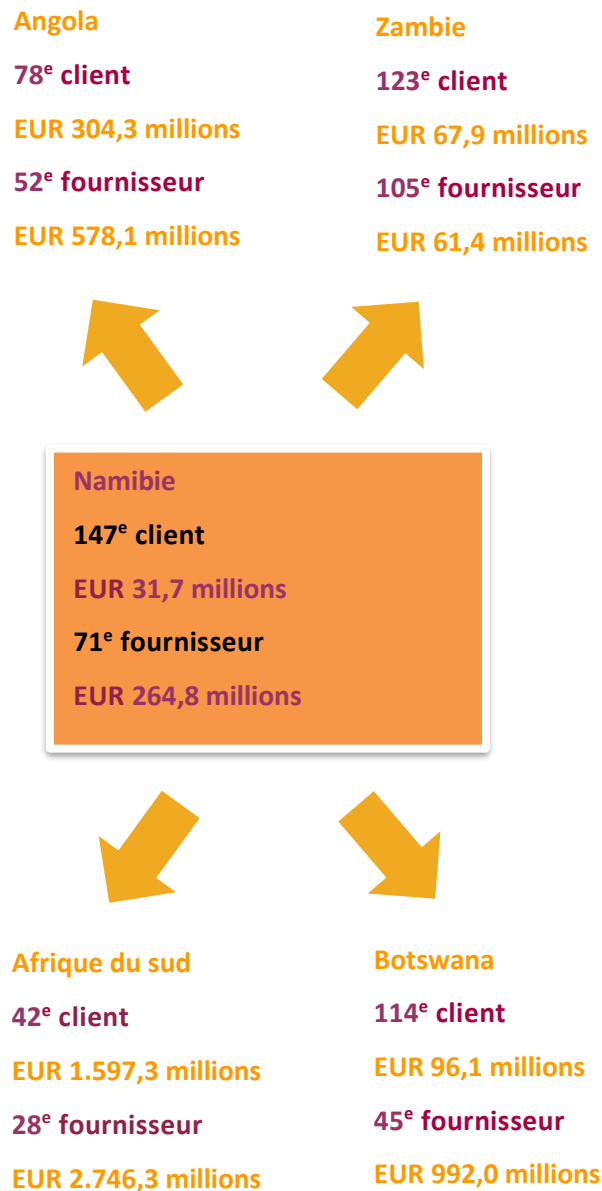 Angola
78e client
EUR 304,3 millions
52e fournisseur
EUR 578,1 millions
Zambie
123e client
EUR 67,9 millions
105e fournisseur
EUR 61,4 millions
Namibie
147e client
EUR 31,7 millions
71e fournisseur
EUR 264,8 millions
Afrique du sud
42e client
EUR 1.597,3 millions
28e fournisseur
EUR 2.746,3 millions
Botswana
114e client
EUR 96,1 millions
45e fournisseur
EUR 992,0 millions